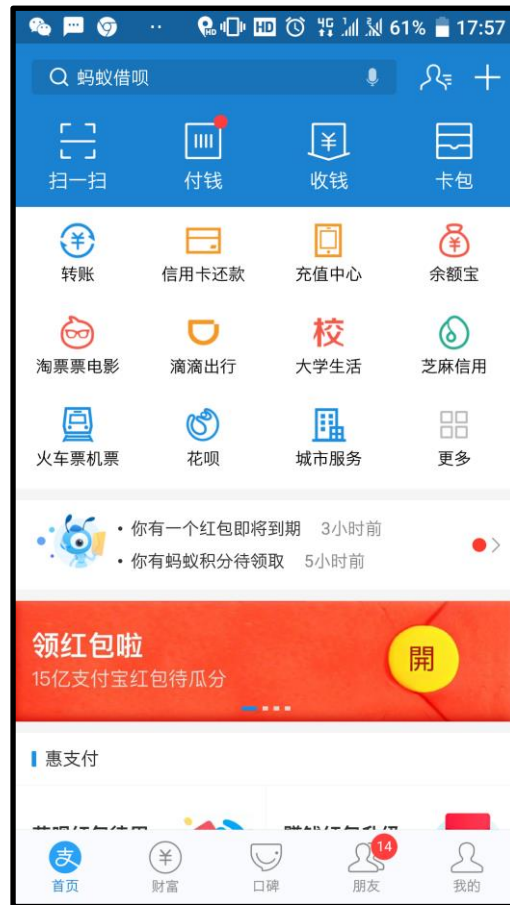 HD 4G 61% 17:57
蚂蚁借呗
扫一扫 付钱 收钱 卡包
转账 信用卡还款 充值中心 余额宝
淘票票电影 滴滴出行 校 大学生活 芝麻信用
火车票机票 花呗 城市服务 更多
• 你有一个红包即将到期 3小时前
• 你有蚂蚁积分待领取 5小时前
领红包啦
開
15亿支付宝红包待瓜分
惠支付
支 14
首页 财富 口碑 朋友 我的